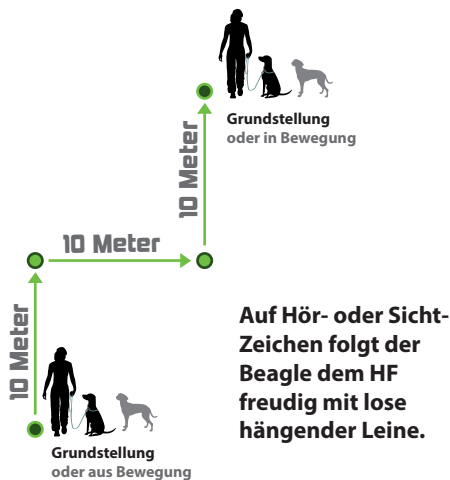 Grundstellung
oder in Bewegung
10 Meter
10 Meter
10 Meter
Auf Hör- oder Sicht-
Zeichen folgt der
Beagle dem HF
freudig mit lose
hängender Leine.
Grundstellung
oder aus Bewegung